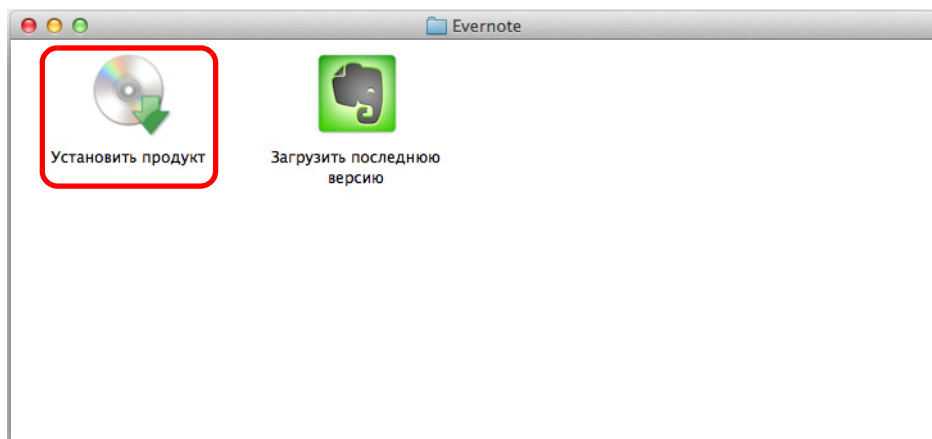 Evernote
Установить продукт
Загрузить последнюю
версию